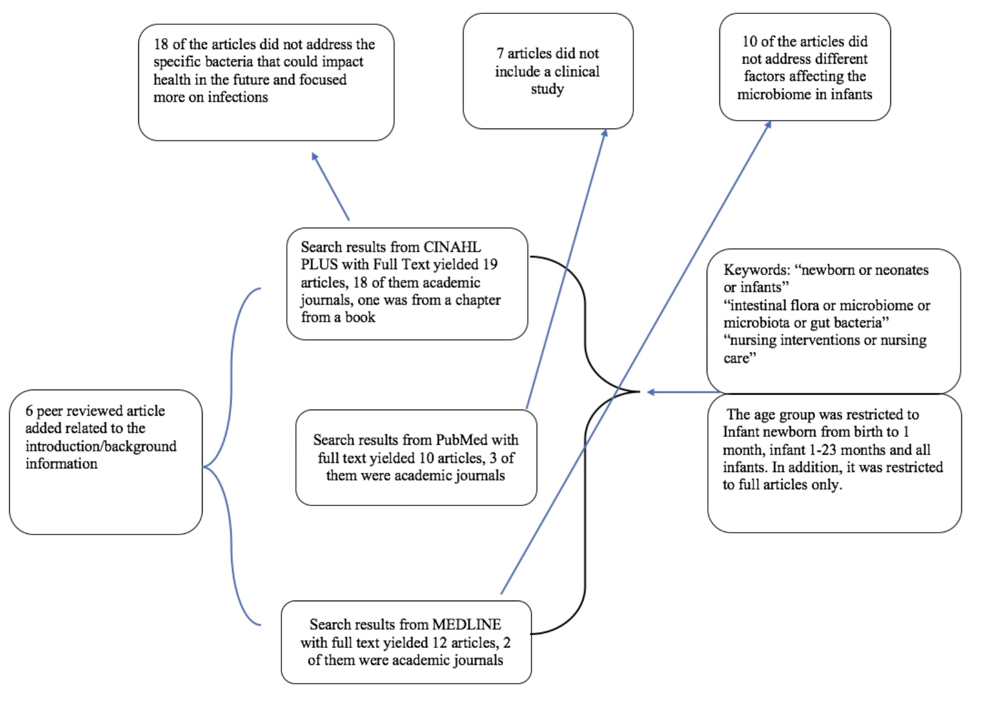 18 of the articles did not address the
specific bacteria that could impact
health in the future and focused
more on infections
7 articles did not
include a clinical
study
10 of the articles did
not address different
factors affecting the
microbiome in infants
Search results from CINAHL
PLUS with Full Text yielded 19
articles, 18 of them academic
journals, one was from a chapter
from a book
Keywords: “newborn or neonates
or infants”
“intestinal flora or microbiome or
microbiota or gut bacteria”
“nursing interventions or nursing
care”
6 peer reviewed article
added related to the
introduction/background
information
Search results from PubMed with
full text yielded 10 articles, 3 of
them were academic journals
The age group was restricted to
Infant newborn from birth to 1
month, infant 1-23 months and all
infants. In addition, it was restricted
to full articles only.
Search results from MEDLINE
with full text yielded 12 articles, 2
of them were academic journals